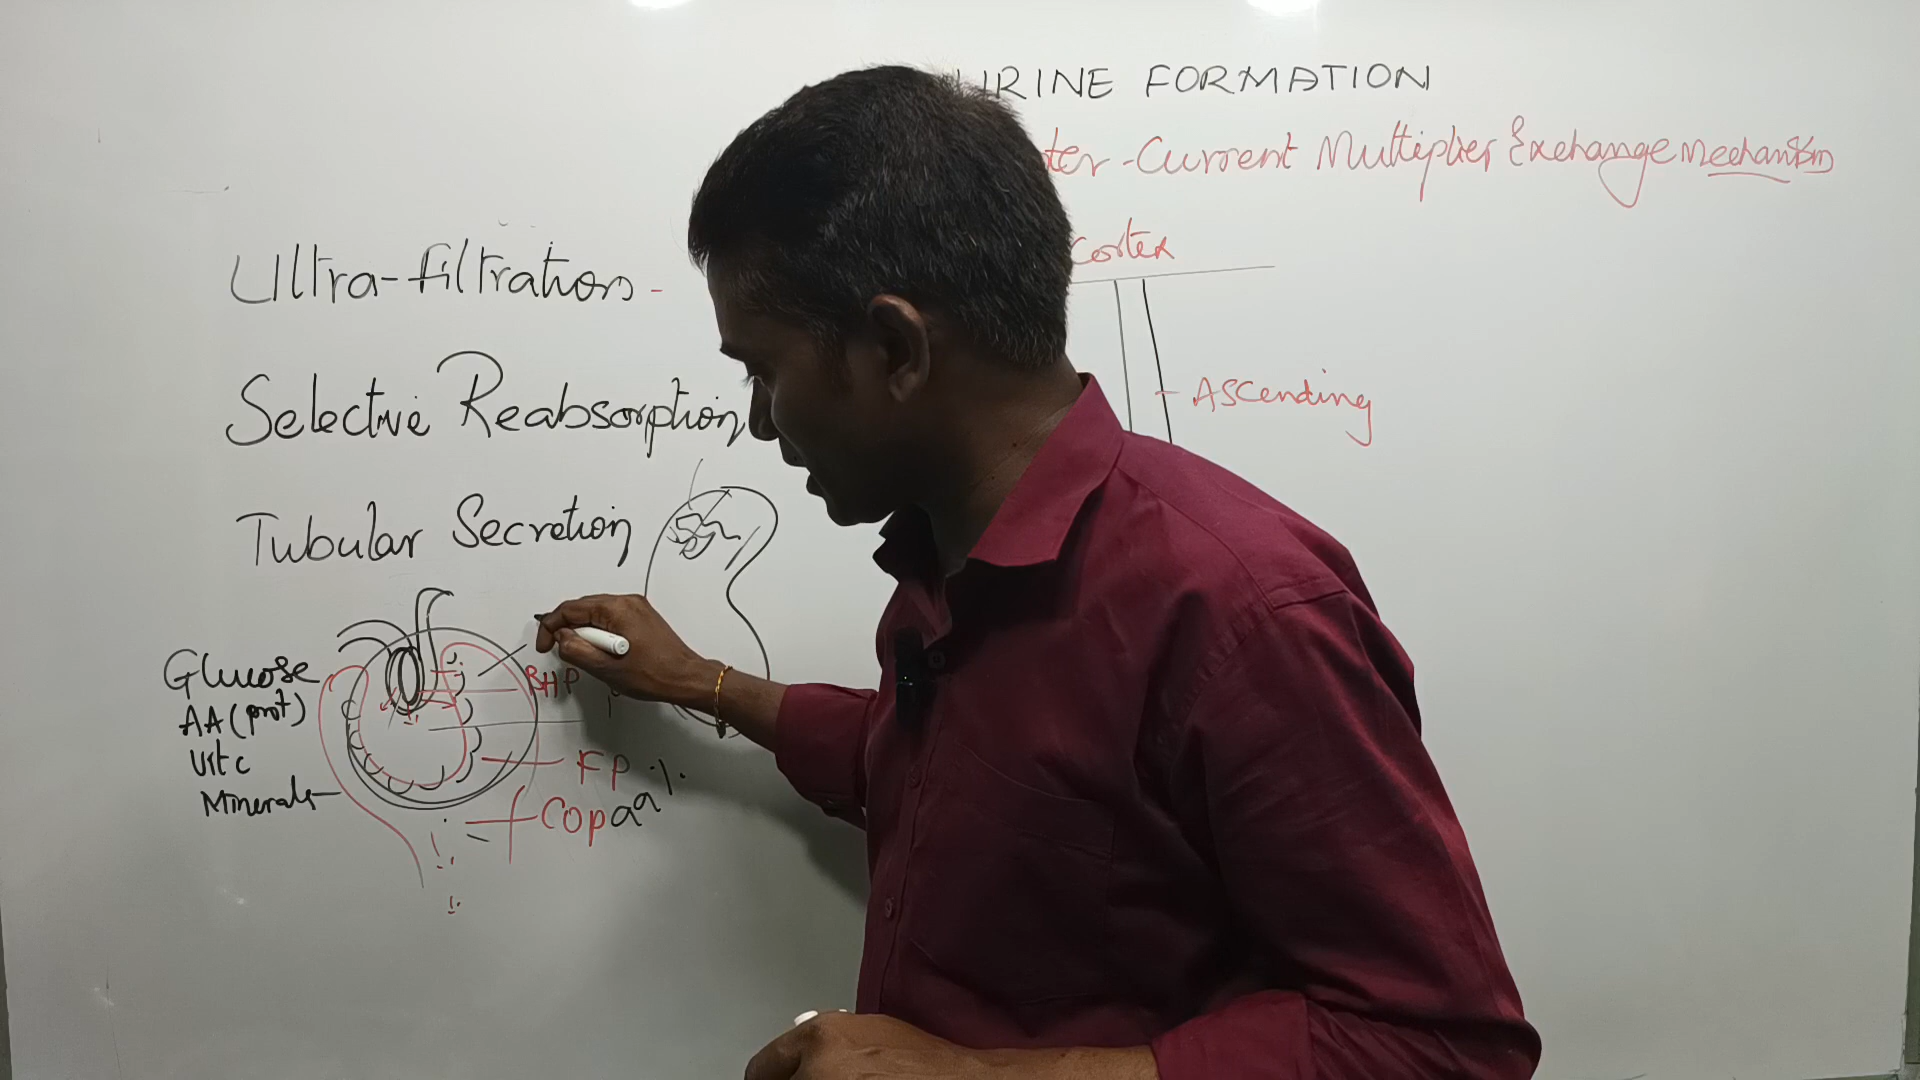 URINE FORMATION
ter-Current Multiplier Exchange Mechanism
Cortex
Ultra-filtration -
Ascending
Selective Reabsorption
Tubular Secretion
Glucose
BHP
AA (prot)
Vit c
FP
Minerals
Cop